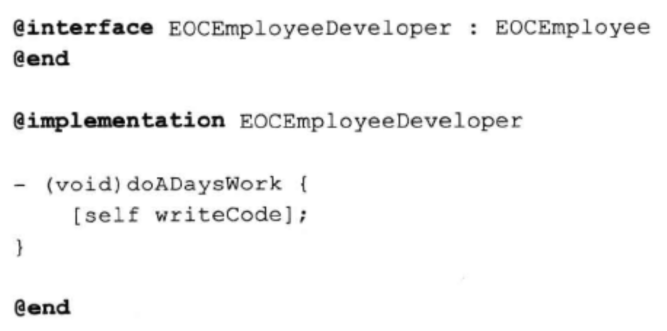 @interface EOCEmployeeDeveloper : EOCEmployee
@end
@implementation EOCEmployeeDeveloper
- (void)doADaysWork {
[self writeCode];
}
@end